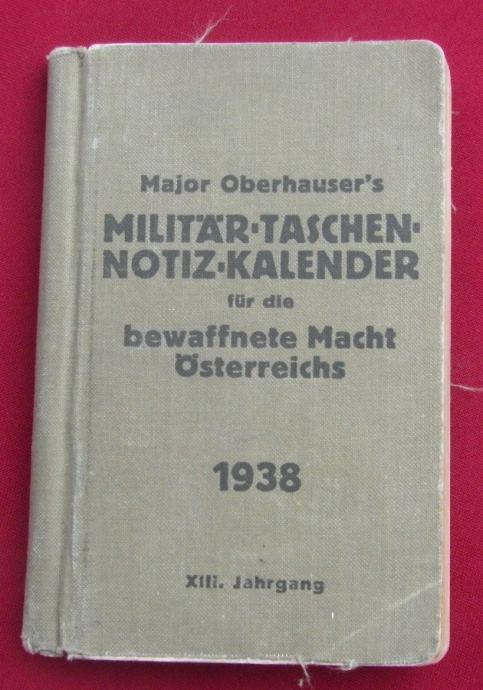 Major Oberhauser's
MILITÄR-TASCHEN-
NOTIZ-KALENDER
für die
bewaffnete Macht
Österreichs
1938
XIII. Jahrgang